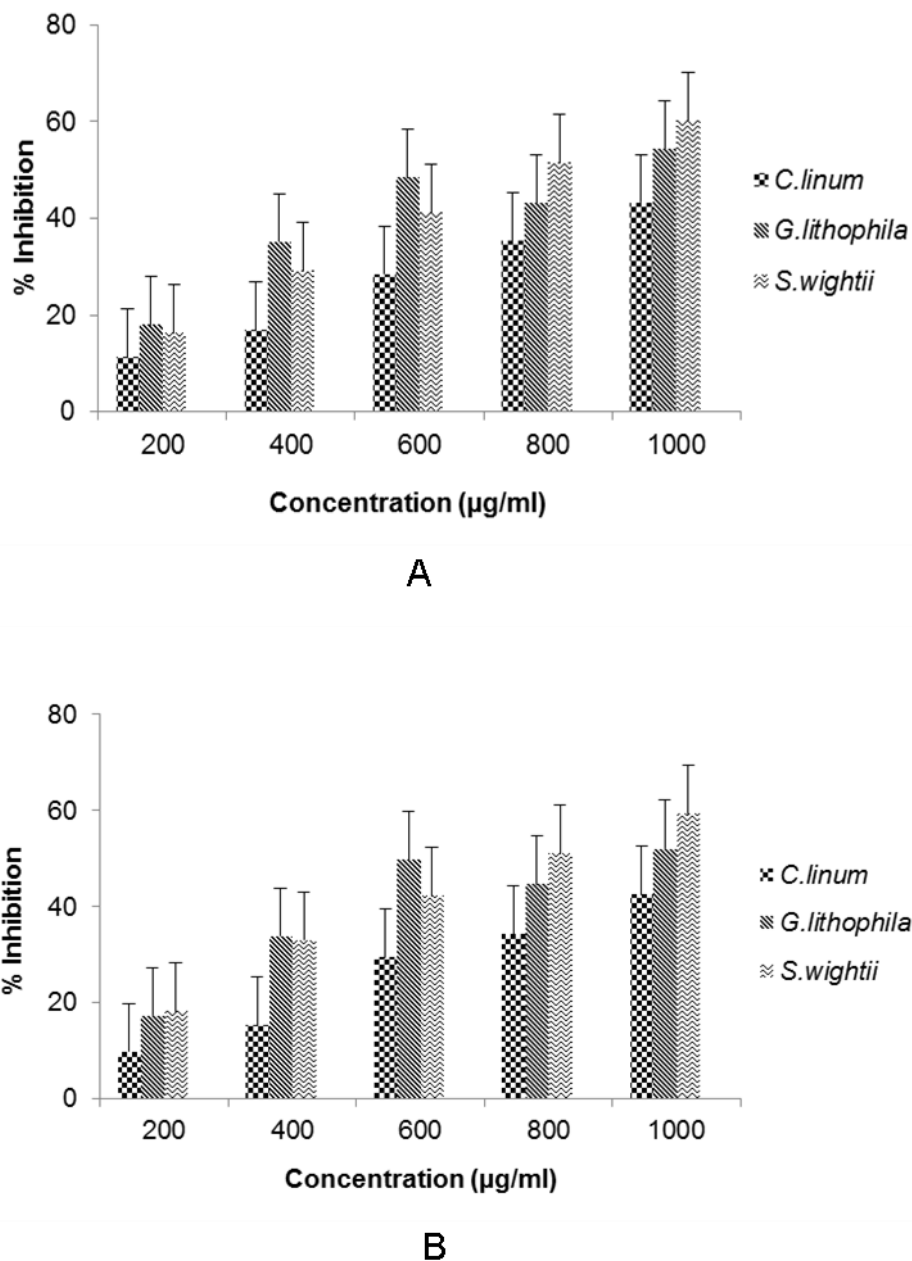 80
60
40
20
0
% Inhibition
200 400 600 800 1000
Concentration (µg/ml)
C.linum
G.lithophila
S.wightii
A
80
60
40
20
0
% Inhibition
200 400 600 800 1000
Concentration (µg/ml)
C.linum
G.lithophila
S.wightii
B